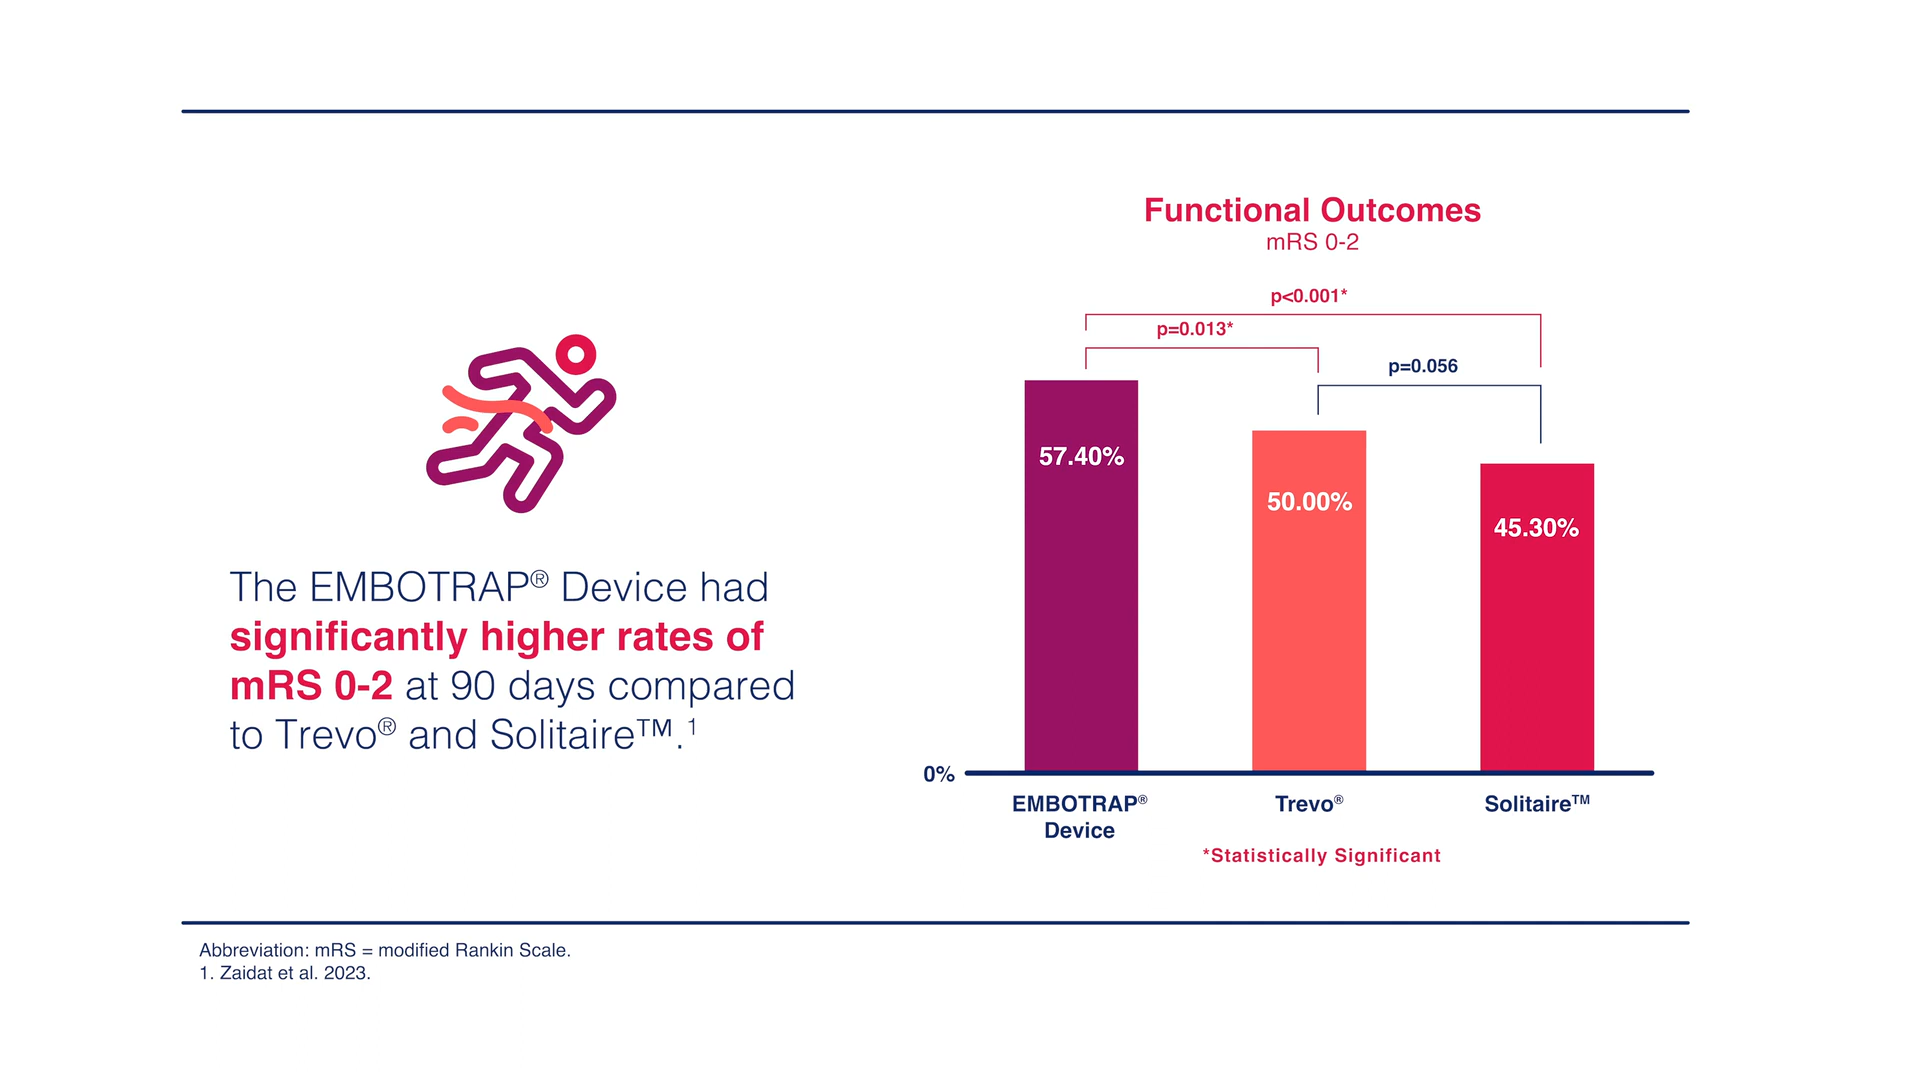 Functional Outcomes
mRS 0-2
p<0.001*
p=0.013*
p=0.056
57.40%
50.00%
45.30%
The EMBOTRAP® Device had
significantly higher rates of
mRS 0-2 at 90 days compared
to Trevo® and Solitaire™.¹
0%
EMBOTRAP®
Device
Trevo®
Solitaire™
*Statistically Significant
Abbreviation: mRS = modified Rankin Scale.
1. Zaidat et al. 2023.